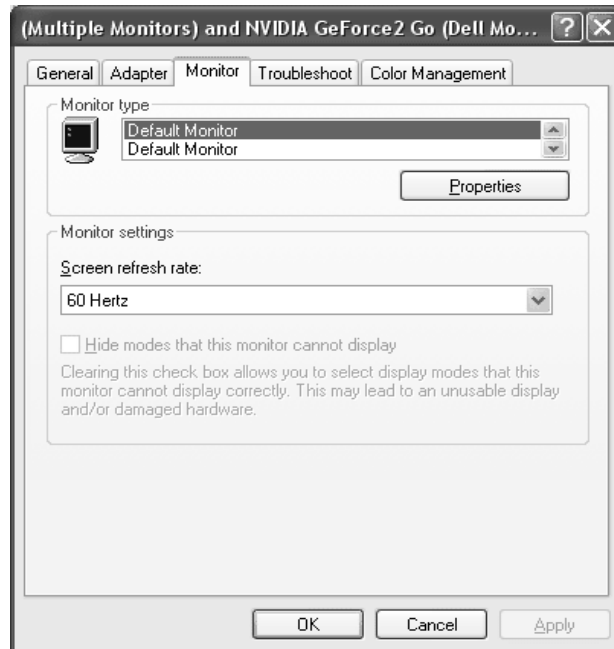 (Multiple Monitors) and NVIDIA GeForce2 Go (Dell Mo...
General Adapter Monitor Troubleshoot Color Management
Monitor type
Default Monitor
Default Monitor
Properties
Monitor settings
Screen refresh rate:
60 Hertz
Hide modes that this monitor cannot display
Clearing this check box allows you to select display modes that this
monitor cannot display correctly. This may lead to an unusable display
and/or damaged hardware.
OK Cancel Apply